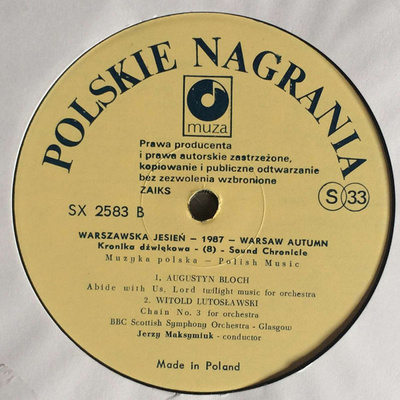 POLSKIE NAGRANIA
muza
Prawa producenta
i prawa autorskie zastrzeżone,
kopiowanie i publiczne odtwarzanie
bez zezwolenia wzbronione
ZAIKS
S 33
SX 2583 B
WARSZAWSKA JESIEŃ - 1987 - WARSAW AUTUMN
Kronika dźwiękowa - (8) - Sound Chronicle
Muzyka polska - Polish Music
1. AUGUSTYN BLOCH
Abide with Us, Lord twflight music for orchestra
2. WITOLD LUTOSŁAWSKI
Chain No. 3 for orchestra
BBC Scottish Symphony Orchestra - Glasgow
Jerzy Maksymiuk - conductor
Made in Poland